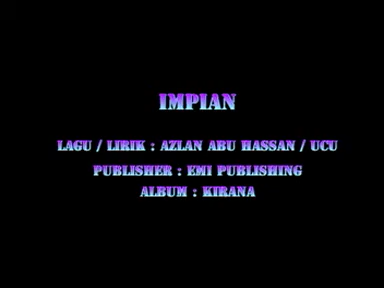 IMPIAN
LAGU / LIRIK : AZLAN ABU HASSAN / UCU
PUBLISHER : EMI PUBLISHING
ALBUM : KIRANA